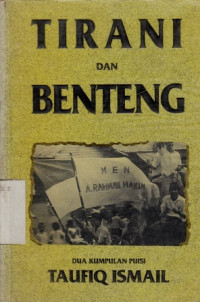 TIRANI
DAN
BENTENG
MEN
A. RAHMAN HAKIM
DUA KUMPULAN PUISI
TAUFIQ ISMAIL